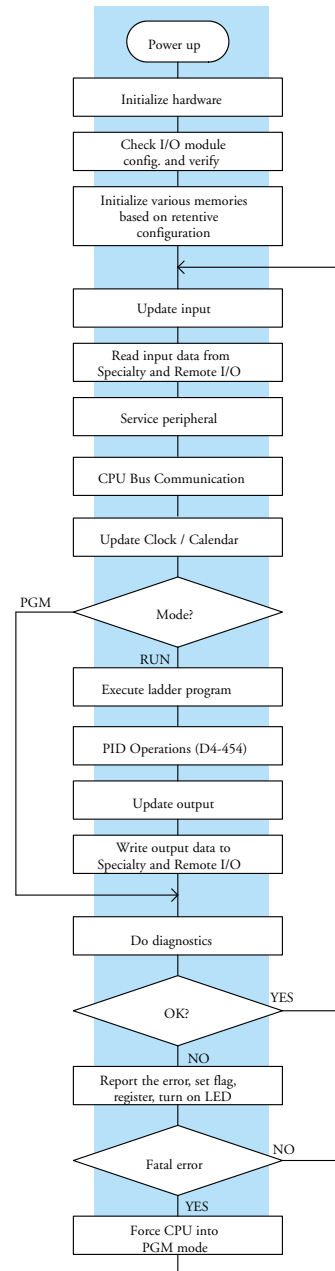 Power up
Initialize hardware
Check I/O module
config. and verify
Initialize various memories
based on retentive
configuration
Update input
Read input data from
Specialty and Remote I/O
Service peripheral
CPU Bus Communication
Update Clock / Calendar
PGM
Mode?
RUN
Execute ladder program
PID Operations (D4-454)
Update output
Write output data to
Specialty and Remote I/O
Do diagnostics
YES
OK?
NO
Report the error, set flag,
register, turn on LED
NO
Fatal error
YES
Force CPU into
PGM mode